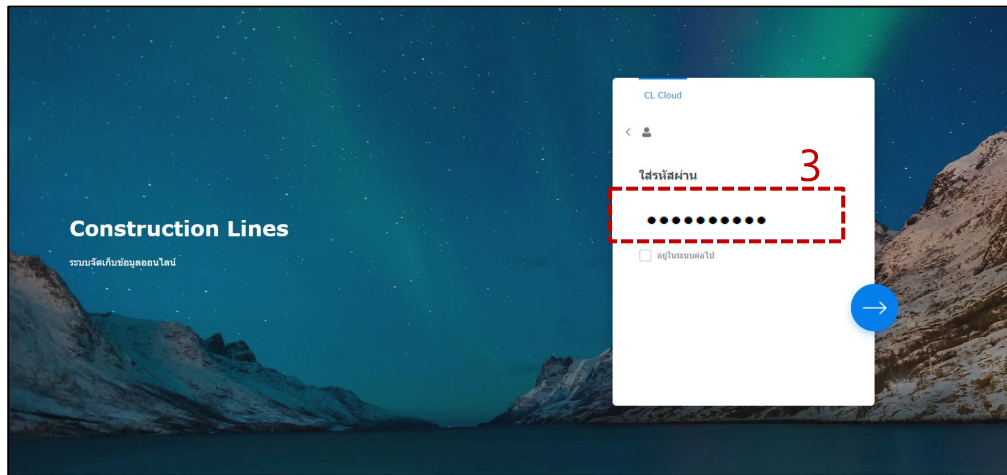 CL Cloud
ใส่รหัสผ่าน
3
Construction Lines
ระบบจัดเก็บข้อมูลออนไลน์
อยู่ในระบบต่อไป